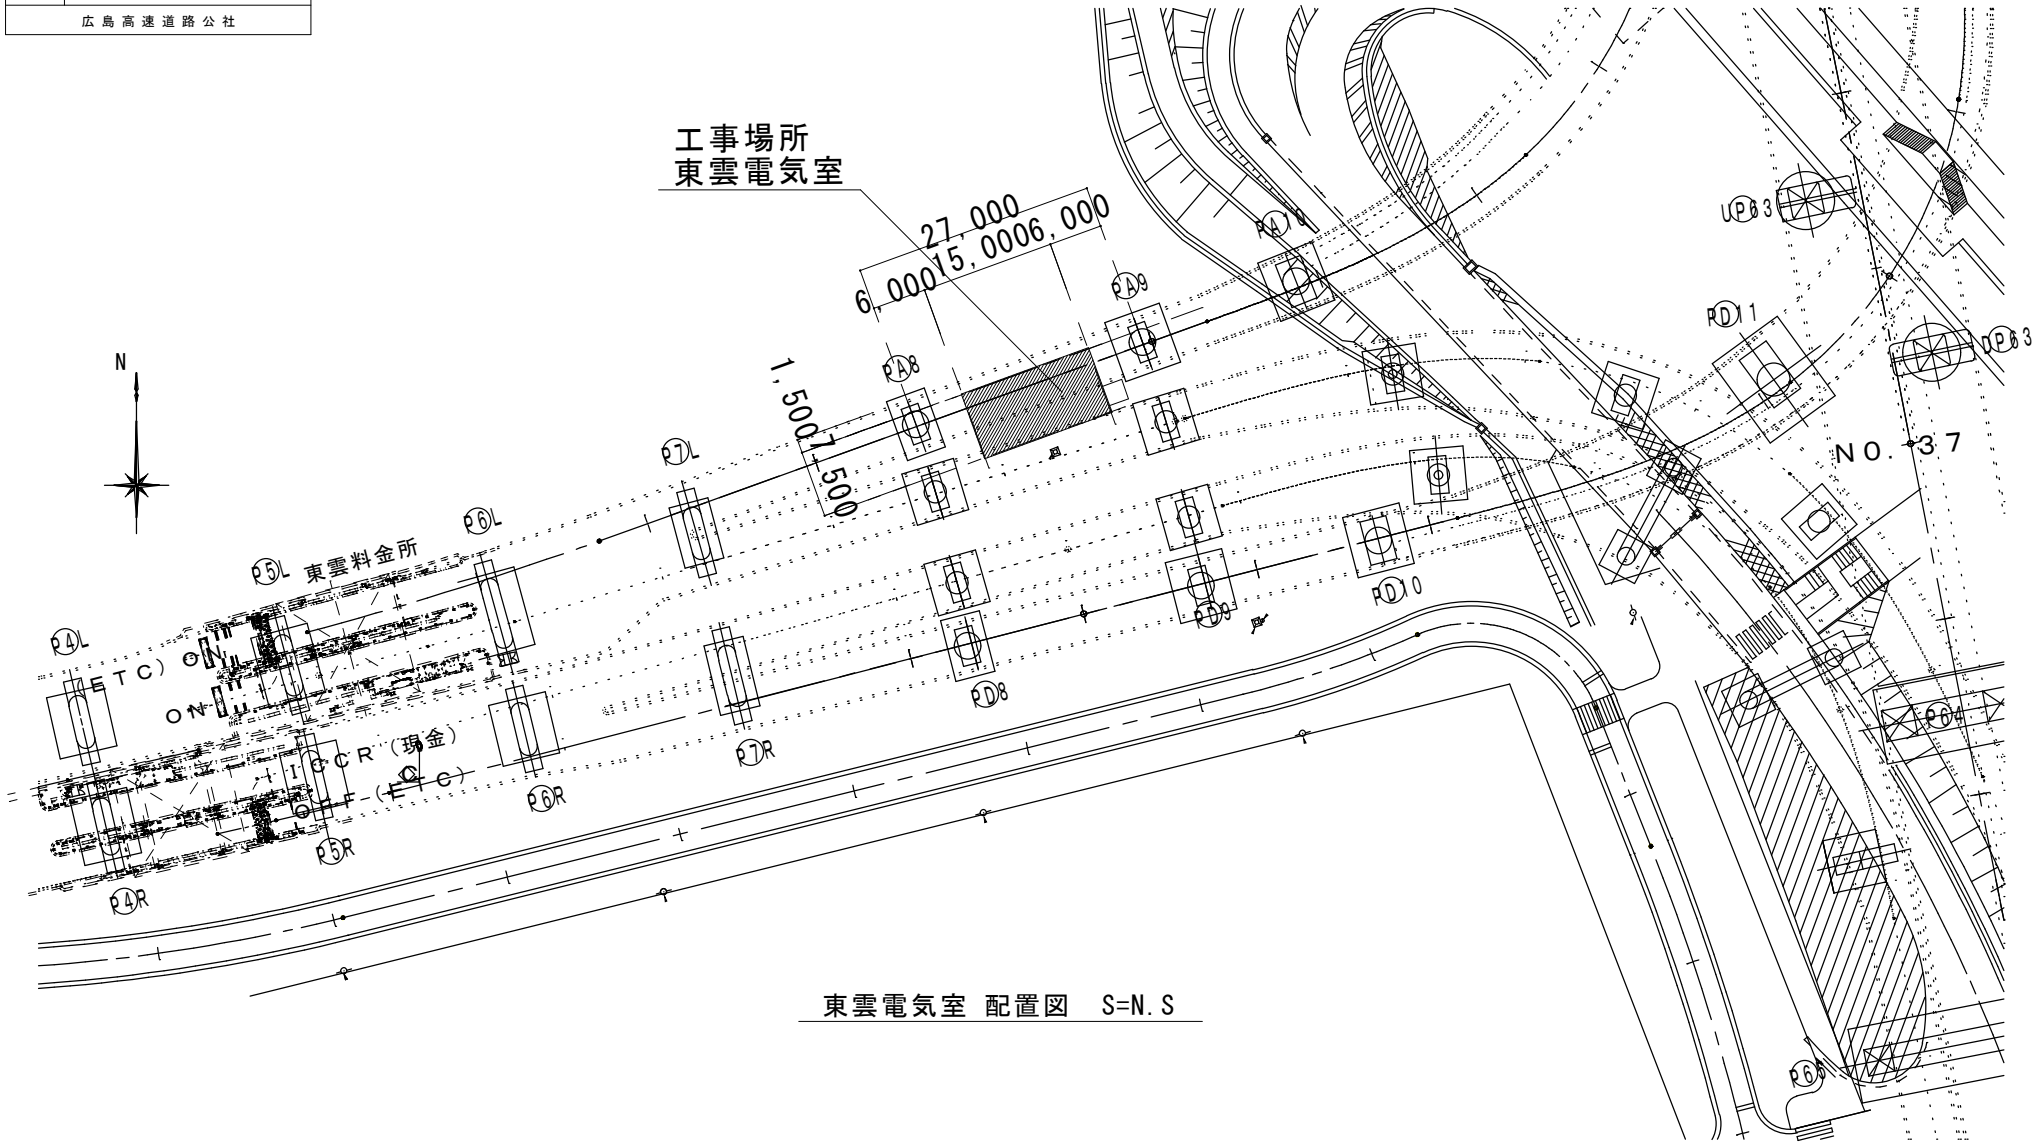 広島高速道路公社
工事場所
東雲電気室
27,000
6,000
15,000
6,000
1,500
7,500
N
PA8
PA9
PA10
UP63
DP63
PD11
NO.37
P7L
P6L
P5L
東雲料金所
P4L
(ETC)ON
ON
ICCR(現金)
OFF(ETC)
P4R
P5R
P6R
P7R
PD8
PD9
PD10
P64
P65
東雲電気室 配置図 S=N.S